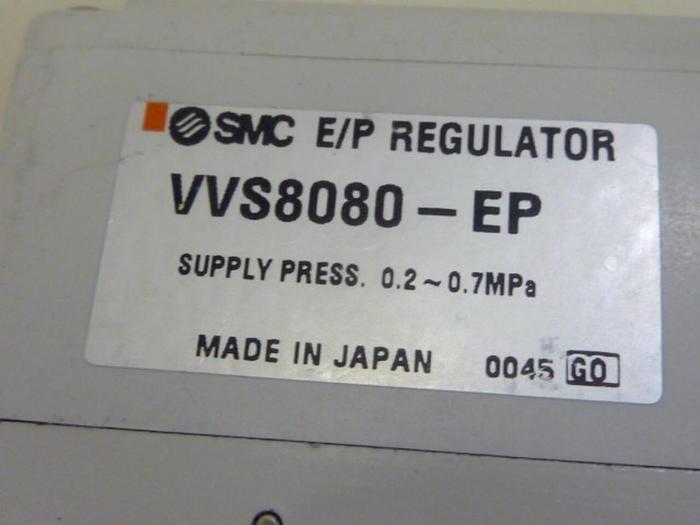 SMC E/P REGULATOR
VVS8080-EP
SUPPLY PRESS. 0.2~0.7MPa
MADE IN JAPAN 0045 GO